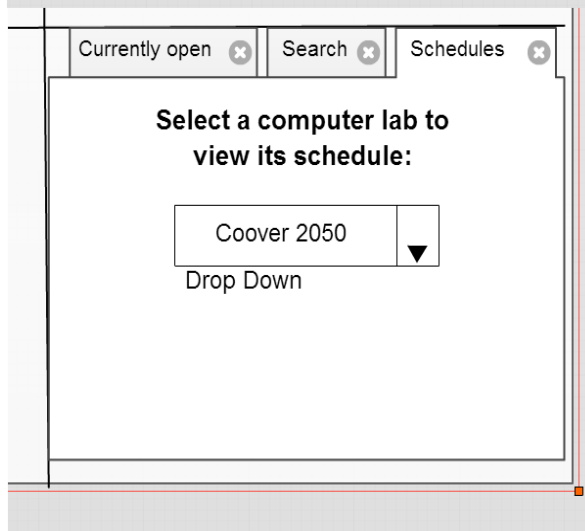 Currently open Search Schedules
Select a computer lab to
view its schedule:
Coover 2050
Drop Down